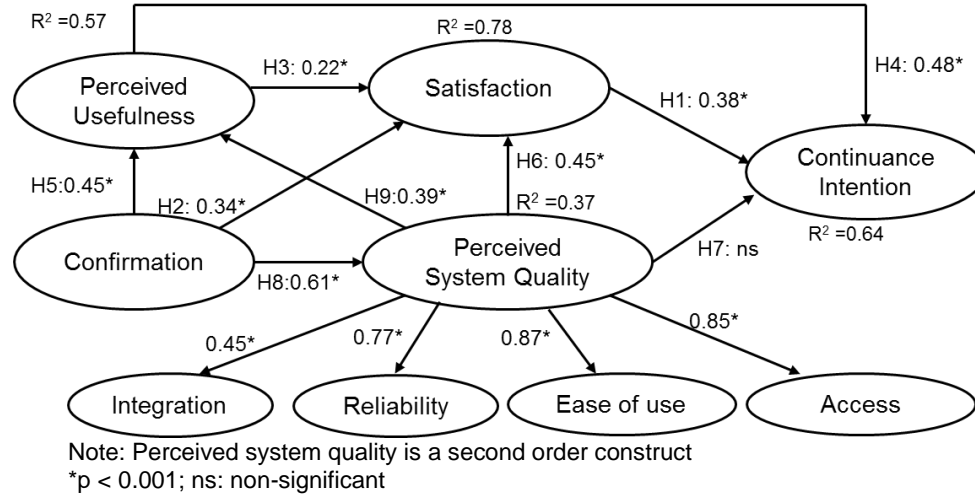 R² =0.57
R² =0.78
H3: 0.22*
H4: 0.48*
Perceived
Usefulness
Satisfaction
H1: 0.38*
Continuance
Intention
H5:0.45*
H6: 0.45*
H2: 0.34*
H9:0.39*
R² =0.37
R² =0.64
H7: ns
Confirmation
Perceived
System Quality
H8:0.61*
0.45*
0.77*
0.87*
0.85*
Integration
Reliability
Ease of use
Access
Note: Perceived system quality is a second order construct
*p < 0.001; ns: non-significant